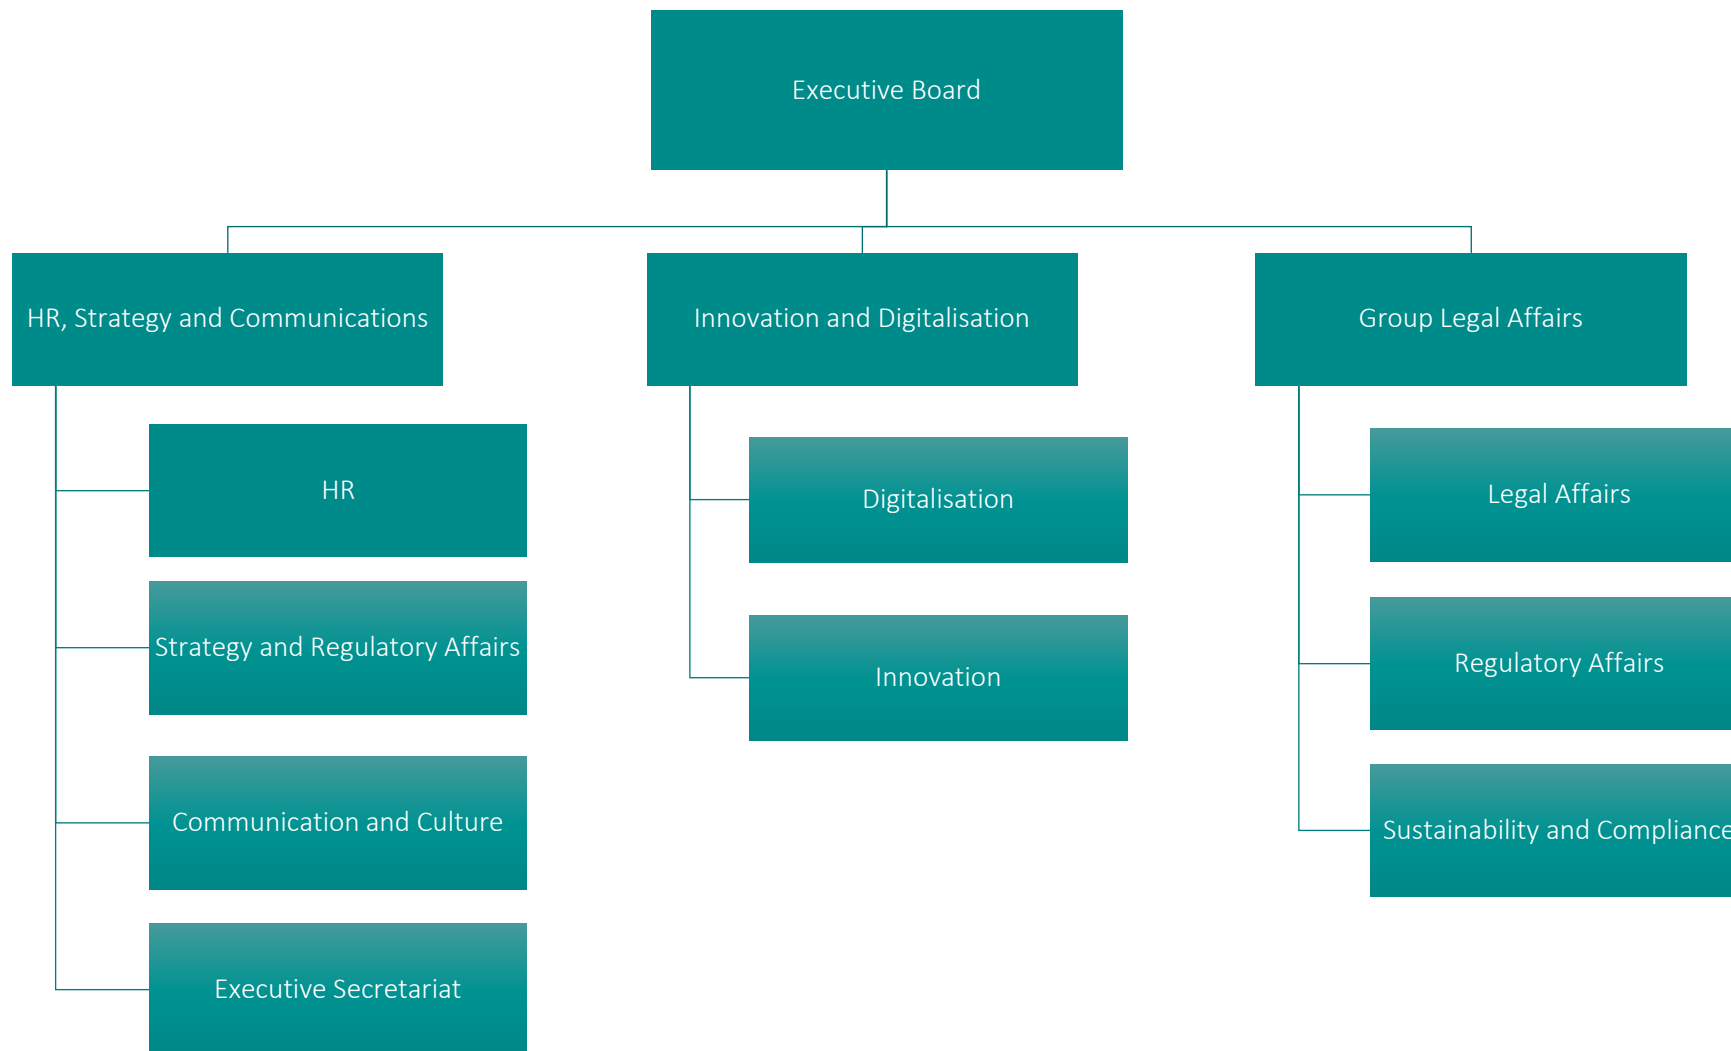 Executive Board
HR, Strategy and Communications
Innovation and Digitalisation
Group Legal Affairs
HR
Strategy and Regulatory Affairs
Communication and Culture
Executive Secretariat
Digitalisation
Innovation
Legal Affairs
Regulatory Affairs
Sustainability and Compliance